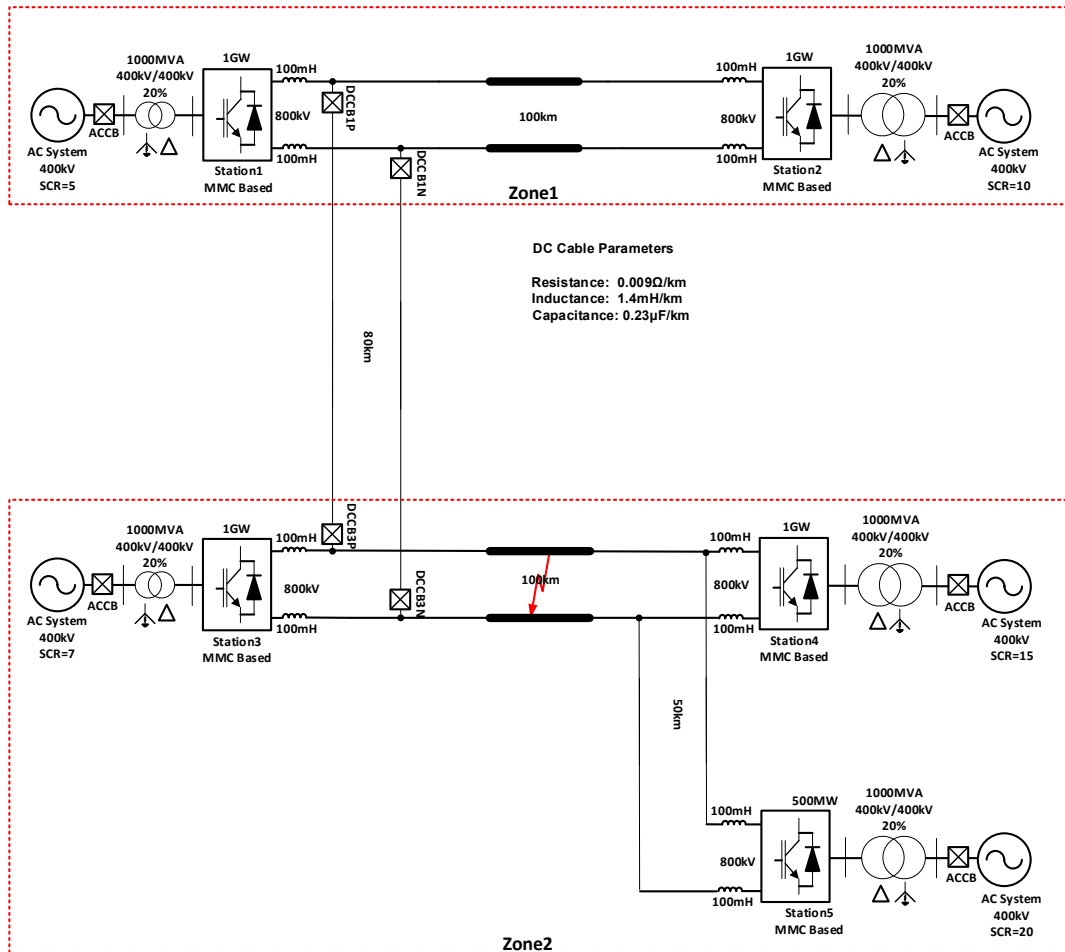 1000MVA
400kV/400kV
20%
ACCB
AC System
400kV
SCR=5
1GW
800kV
Station1
MMC Based
100mH
100mH
DCCB1P
DCCB1N
100km
100mH
100mH
1GW
800kV
Station2
MMC Based
1000MVA
400kV/400kV
20%
ACCB
AC System
400kV
SCR=10
Zone1
DC Cable Parameters
Resistance: 0.009Ω/km
Inductance: 1.4mH/km
Capacitance: 0.23µF/km
80km
1000MVA
400kV/400kV
20%
ACCB
AC System
400kV
SCR=7
1GW
800kV
Station3
MMC Based
100mH
100mH
DCCB3P
DCCB3N
100km
100mH
100mH
1GW
800kV
Station4
MMC Based
1000MVA
400kV/400kV
20%
ACCB
AC System
400kV
SCR=15
50km
100mH
100mH
500MW
800kV
Station5
MMC Based
1000MVA
400kV/400kV
20%
ACCB
AC System
400kV
SCR=20
Zone2